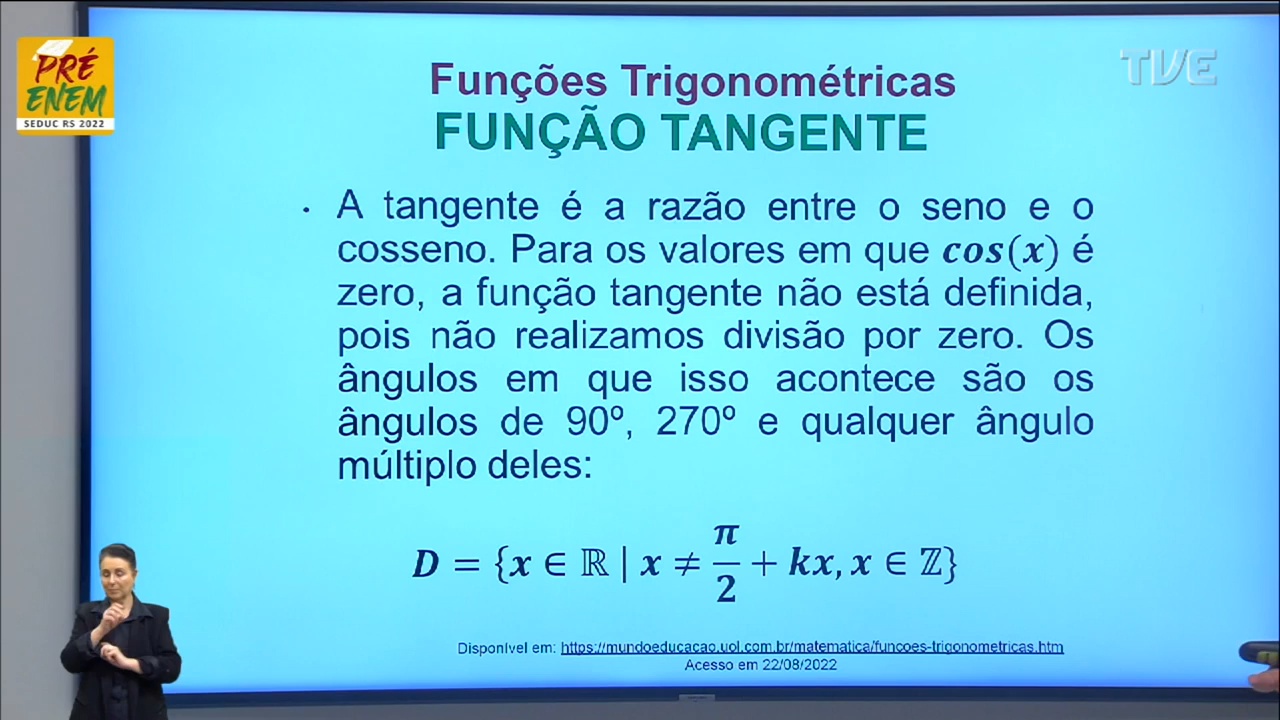 PRÉ
ENEM
SEDUC RS 2022
TVE
Funções Trigonométricas
FUNÇÃO TANGENTE
• A tangente é a razão entre o seno e o
cosseno. Para os valores em que cos(x) é
zero, a função tangente não está definida,
pois não realizamos divisão por zero. Os
ângulos em que isso acontece são os
ângulos de 90º, 270º e qualquer ângulo
múltiplo deles:
D = {x ∈ ℝ | x ≠ π/2 + kx, x ∈ ℤ}
Disponível em: https://mundoeducacao.uol.com.br/matematica/funcoes-trigonometricas.htm
Acesso em 22/08/2022